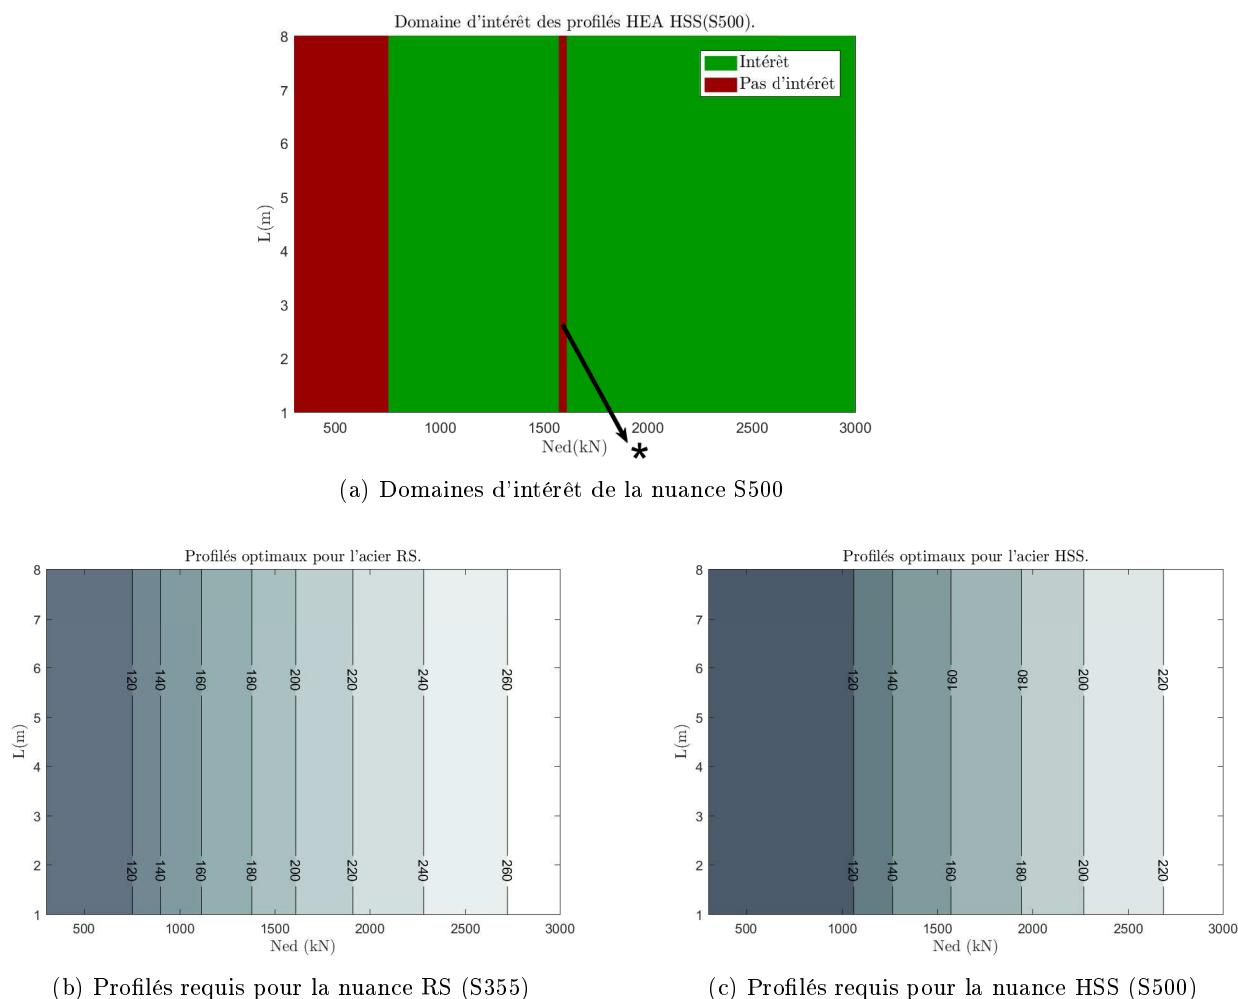 Domaine d'intérêt des profilés HEA HSS(S500).
8
7
6
5
4
3
2
1
L(m)
Intérêt
Pas d'intérêt
500 1000 1500 2000 2500 3000
Ned(kN)
*
(a) Domaines d'intérêt de la nuance S500
Profilés optimaux pour l'acier RS.
8
7
6
5
4
3
2
1
L(m)
120 140 160 180 200 220 240 260
120 140 160 180 200 220 240 260
500 1000 1500 2000 2500 3000
Ned (kN)
(b) Profilés requis pour la nuance RS (S355)
Profilés optimaux pour l'acier HSS.
8
7
6
5
4
3
2
1
L(m)
120 140 160 180 200 220
120 140 160 180 200 220
500 1000 1500 2000 2500 3000
Ned (kN)
(c) Profilés requis pour la nuance HSS (S500)